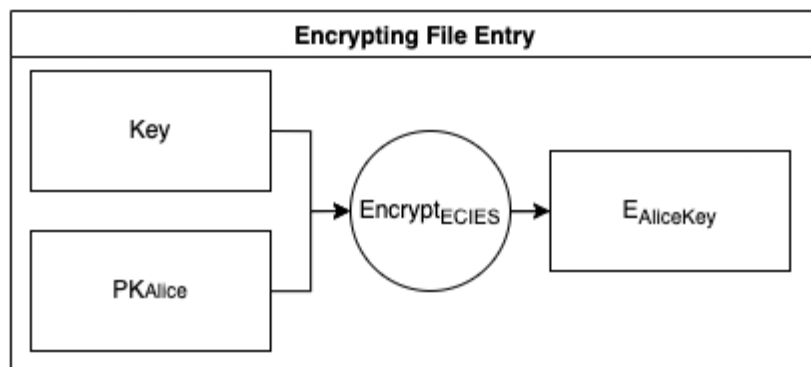 Encrypting File Entry
Key
PKAlice
EncryptECIES
EAliceKey